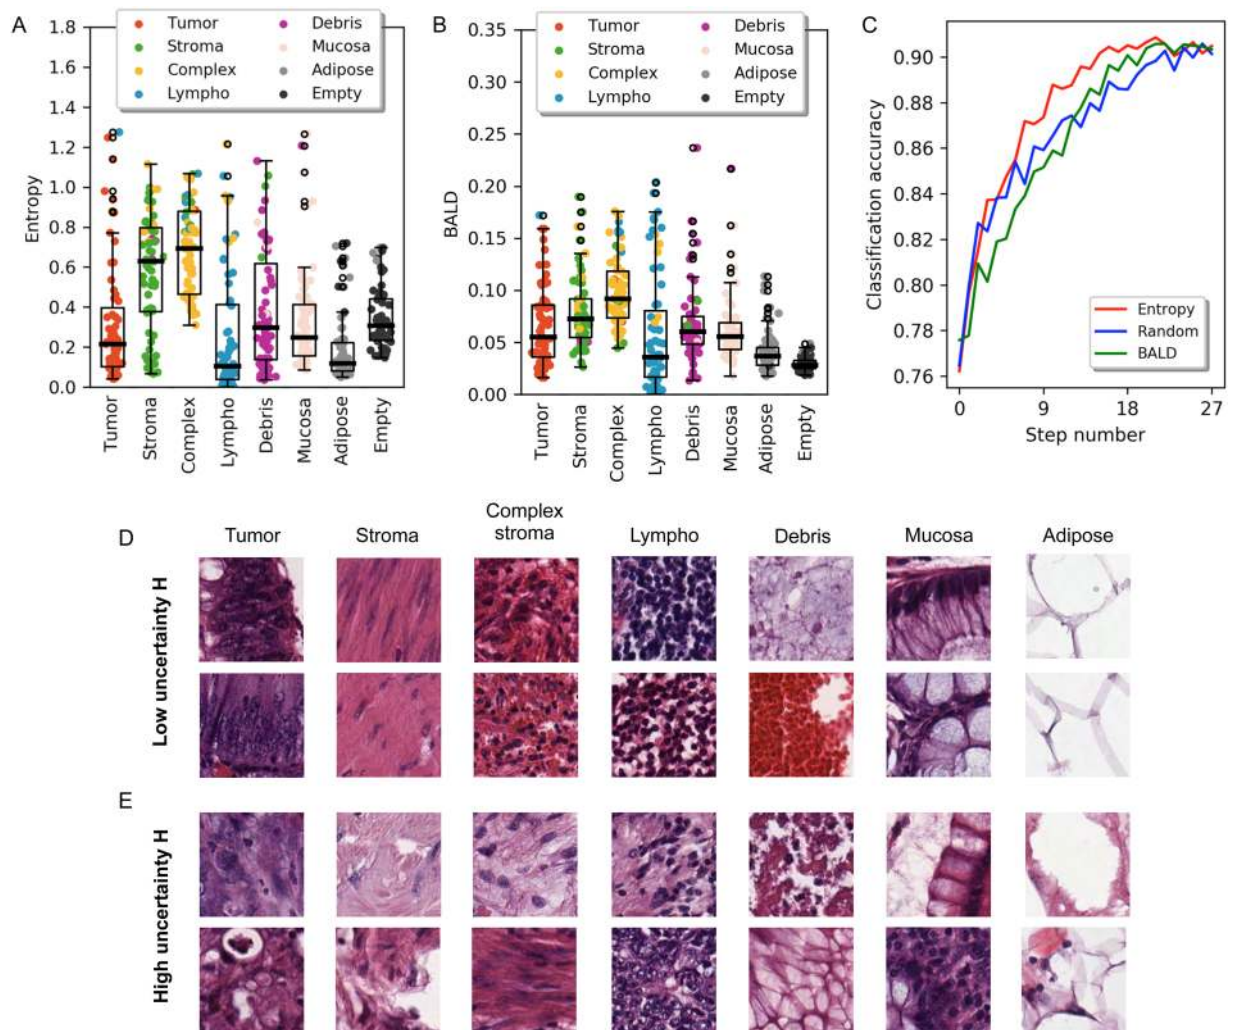 A
Entropy
1.8
1.6
1.4
1.2
1.0
0.8
0.6
0.4
0.2
0.0
Tumor
Stroma
Complex
Lympho
Debris
Mucosa
Adipose
Empty
Tumor
Stroma
Complex
Lympho
Debris
Mucosa
Adipose
Empty
B
BALD
0.35
0.30
0.25
0.20
0.15
0.10
0.05
0.00
Tumor
Stroma
Complex
Lympho
Debris
Mucosa
Adipose
Empty
Tumor
Stroma
Complex
Lympho
Debris
Mucosa
Adipose
Empty
C
Classification accuracy
0.90
0.88
0.86
0.84
0.82
0.80
0.78
0.76
Entropy
Random
BALD
0 9 18 27
Step number
D
Tumor
Stroma
Complex
stroma
Lympho
Debris
Mucosa
Adipose
Low uncertainty H
E
High uncertainty H